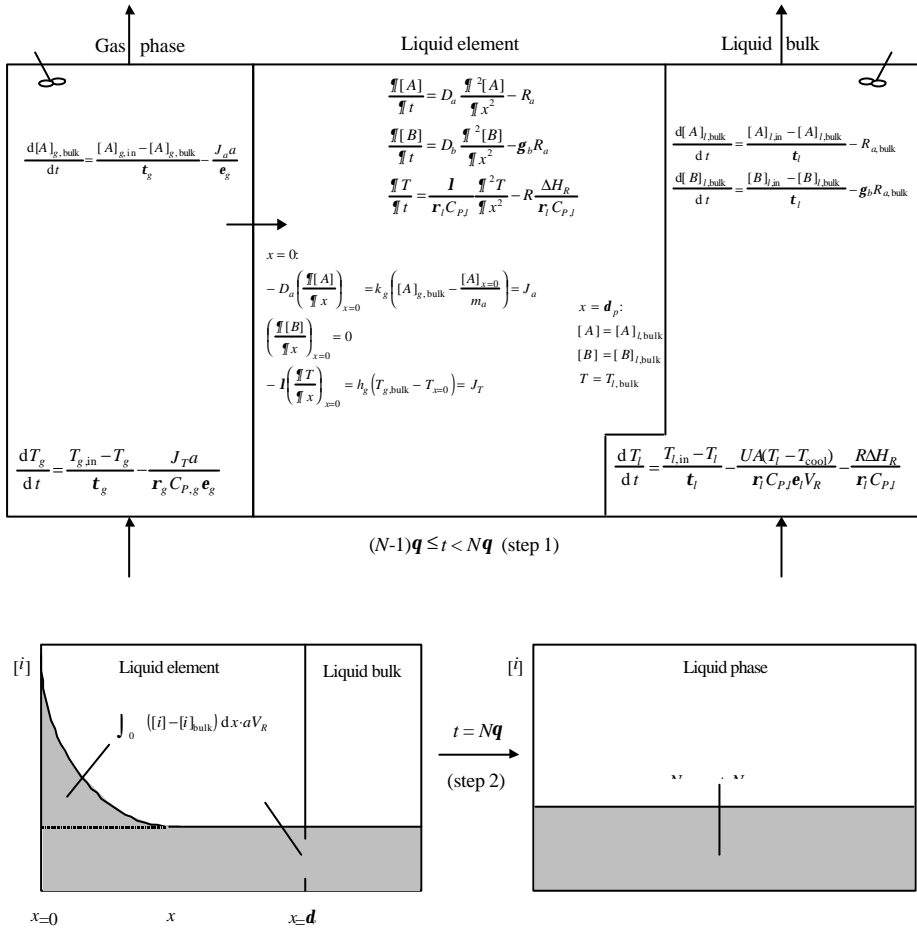 Gas phase
Liquid element
Liquid bulk
d[A]g,bulk/dt = ([A]g,in − [A]g,bulk)/tg − Ja a/eg
¶[A]/¶t = Da ¶²[A]/¶x² − Ra
¶[B]/¶t = Db ¶²[B]/¶x² − gb Ra
¶T/¶t = l/(rl CP,l) ¶²T/¶x² − R ΔHR/(rl CP,l)
d[A]l,bulk/dt = ([A]l,in − [A]l,bulk)/tl − Ra,bulk
d[B]l,bulk/dt = ([B]l,in − [B]l,bulk)/tl − gb Ra,bulk
x = 0:
− Da (¶[A]/¶x)x=0 = kg ([A]g,bulk − [A]x=0/ma) = Ja
(¶[B]/¶x)x=0 = 0
− l (¶T/¶x)x=0 = hg (Tg,bulk − Tx=0) = JT
x = dp:
[A] = [A]l,bulk
[B] = [B]l,bulk
T = Tl,bulk
dTg/dt = (Tg,in − Tg)/tg − JT a/(rg CP,g eg)
dTl/dt = (Tl,in − Tl)/tl − UA(Tl − Tcool)/(rl CP,l el VR) − RΔHR/(rl CP,l)
(N-1)q ≤ t < Nq (step 1)
[i]
Liquid element
Liquid bulk
∫0 ([i]−[i]bulk) dx·aVR
x=0
x
x=d
t = Nq
(step 2)
[i]
Liquid phase